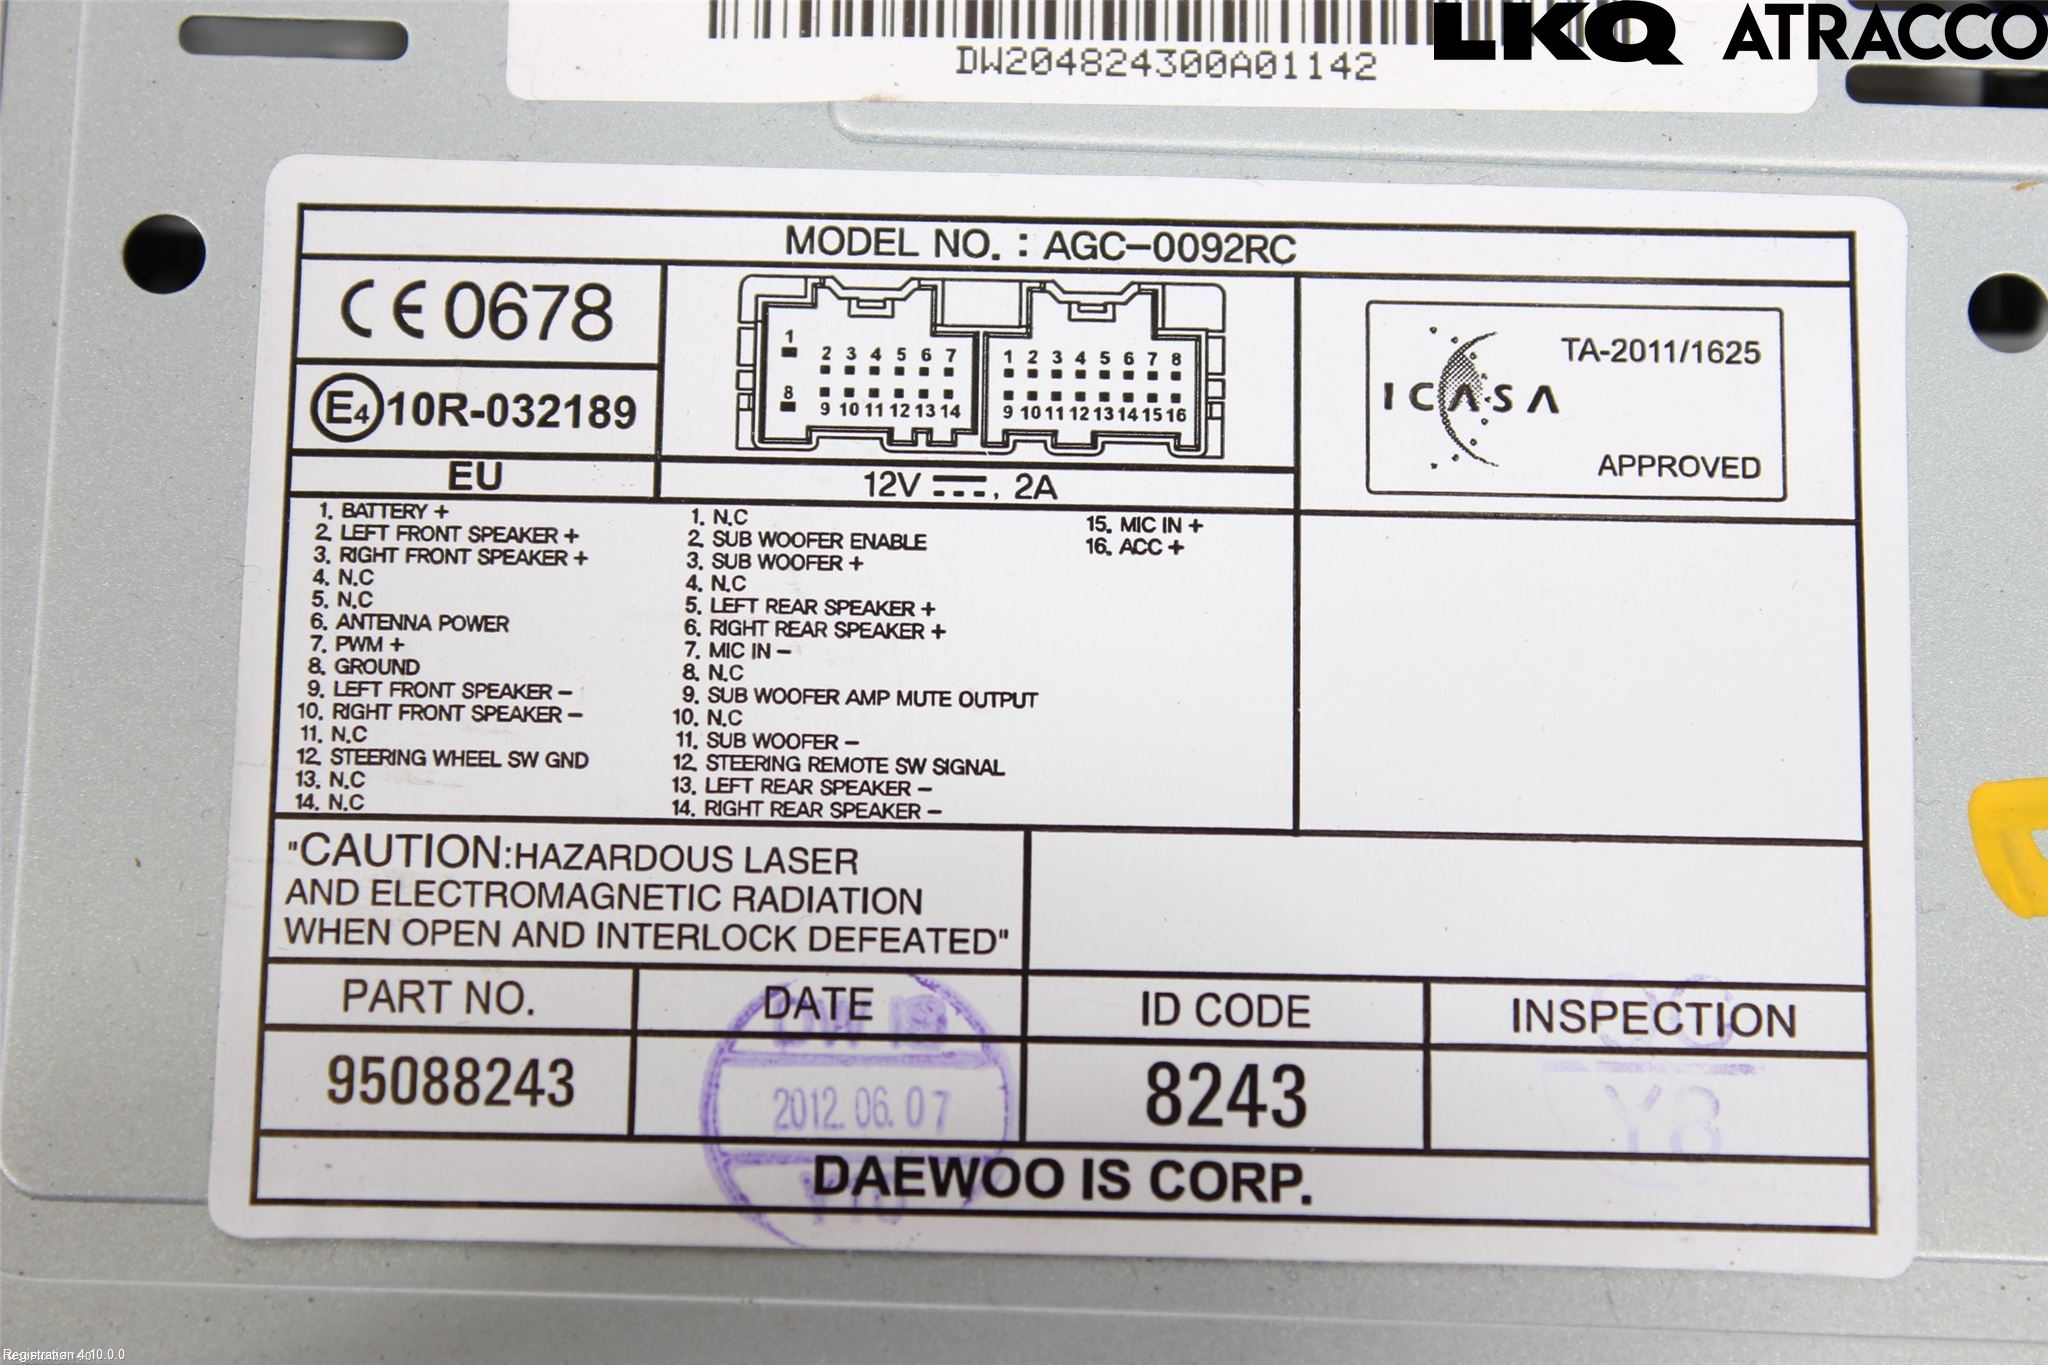 LKQ ATRACCO
DW204824300A01142
MODEL NO. : AGC-0092RC
CE 0678
E4 10R-032189
EU
1 2 3 4 5 6 7
8 9 10 11 12 13 14
1 2 3 4 5 6 7 8
9 10 11 12 13 14 15 16
12V ⎓, 2A
ICASA
TA-2011/1625
APPROVED
1. BATTERY +
2. LEFT FRONT SPEAKER +
3. RIGHT FRONT SPEAKER +
4. N.C
5. N.C
6. ANTENNA POWER
7. PWM +
8. GROUND
9. LEFT FRONT SPEAKER -
10. RIGHT FRONT SPEAKER -
11. N.C
12. STEERING WHEEL SW GND
13. N.C
14. N.C
1. N.C
2. SUB WOOFER ENABLE
3. SUB WOOFER +
4. N.C
5. LEFT REAR SPEAKER +
6. RIGHT REAR SPEAKER +
7. MIC IN -
8. N.C
9. SUB WOOFER AMP MUTE OUTPUT
10. N.C
11. SUB WOOFER -
12. STEERING REMOTE SW SIGNAL
13. LEFT REAR SPEAKER -
14. RIGHT REAR SPEAKER -
15. MIC IN +
16. ACC +
"CAUTION:HAZARDOUS LASER
AND ELECTROMAGNETIC RADIATION
WHEN OPEN AND INTERLOCK DEFEATED"
PART NO. DATE ID CODE INSPECTION
DW IS
95088243 2012.06.07 8243 Y8
DAEWOO IS CORP.
Registration 4.10.0.0